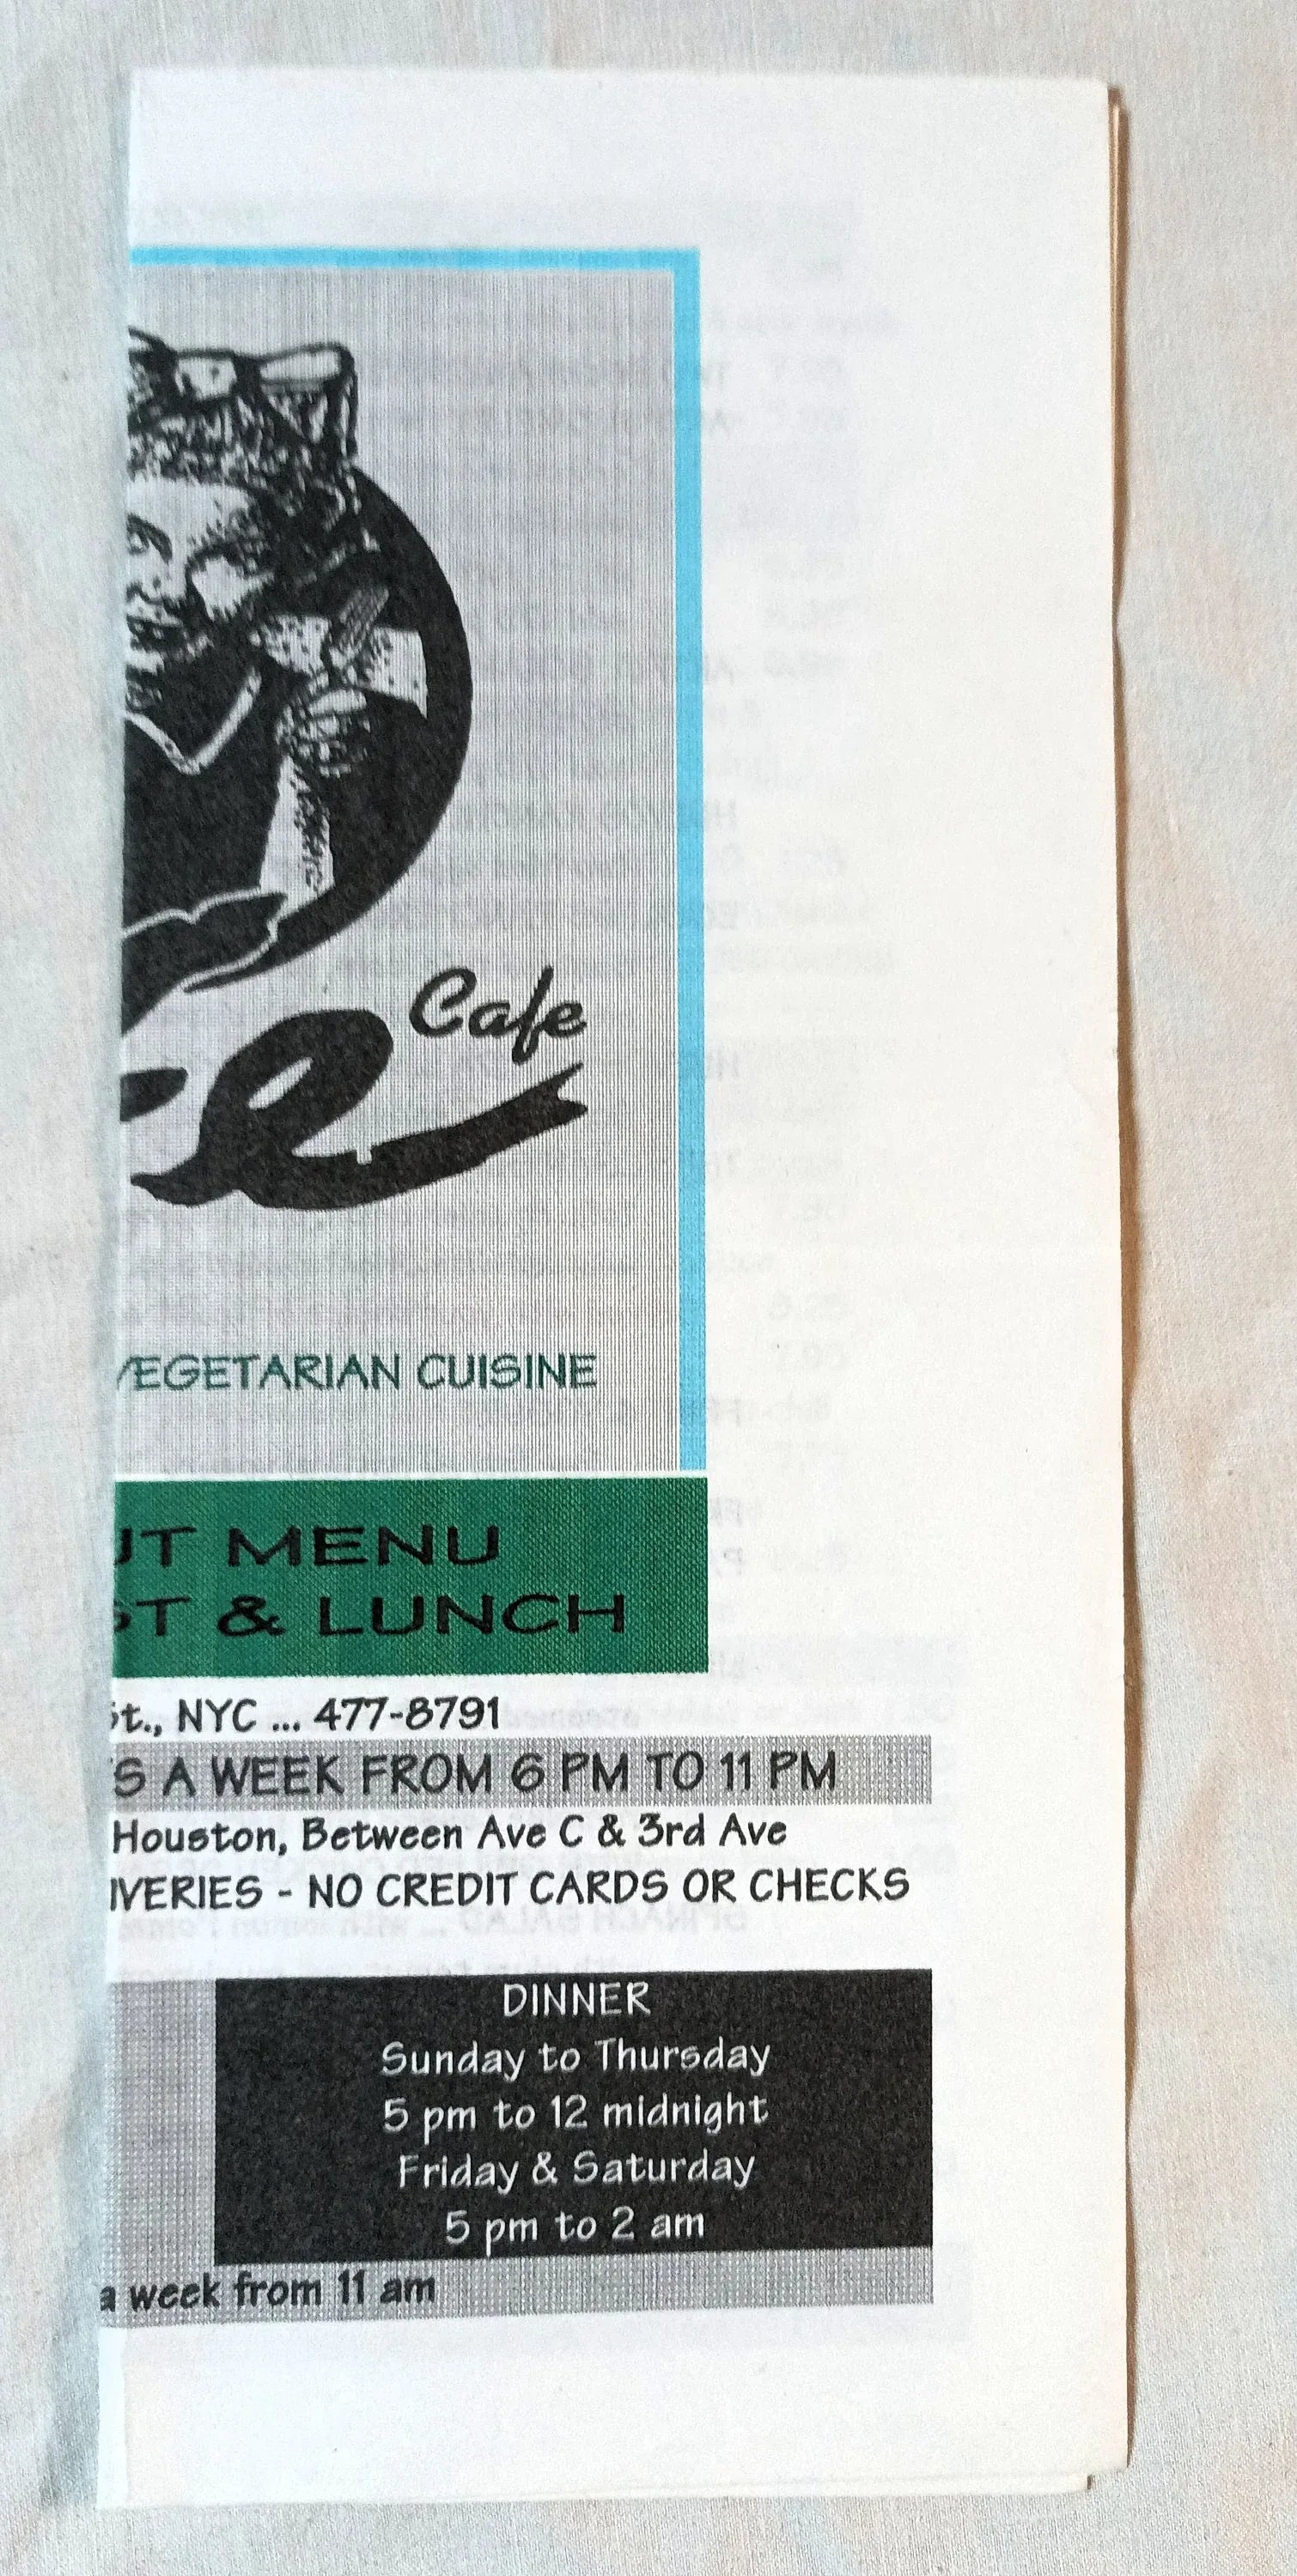 Cafe
e
VEGETARIAN CUISINE
UT MENU
ST & LUNCH
St., NYC ... 477-8791
S A WEEK FROM 6 PM TO 11 PM
Houston, Between Ave C & 3rd Ave
IVERIES - NO CREDIT CARDS OR CHECKS
DINNER
Sunday to Thursday
5 pm to 12 midnight
Friday & Saturday
5 pm to 2 am
a week from 11 am